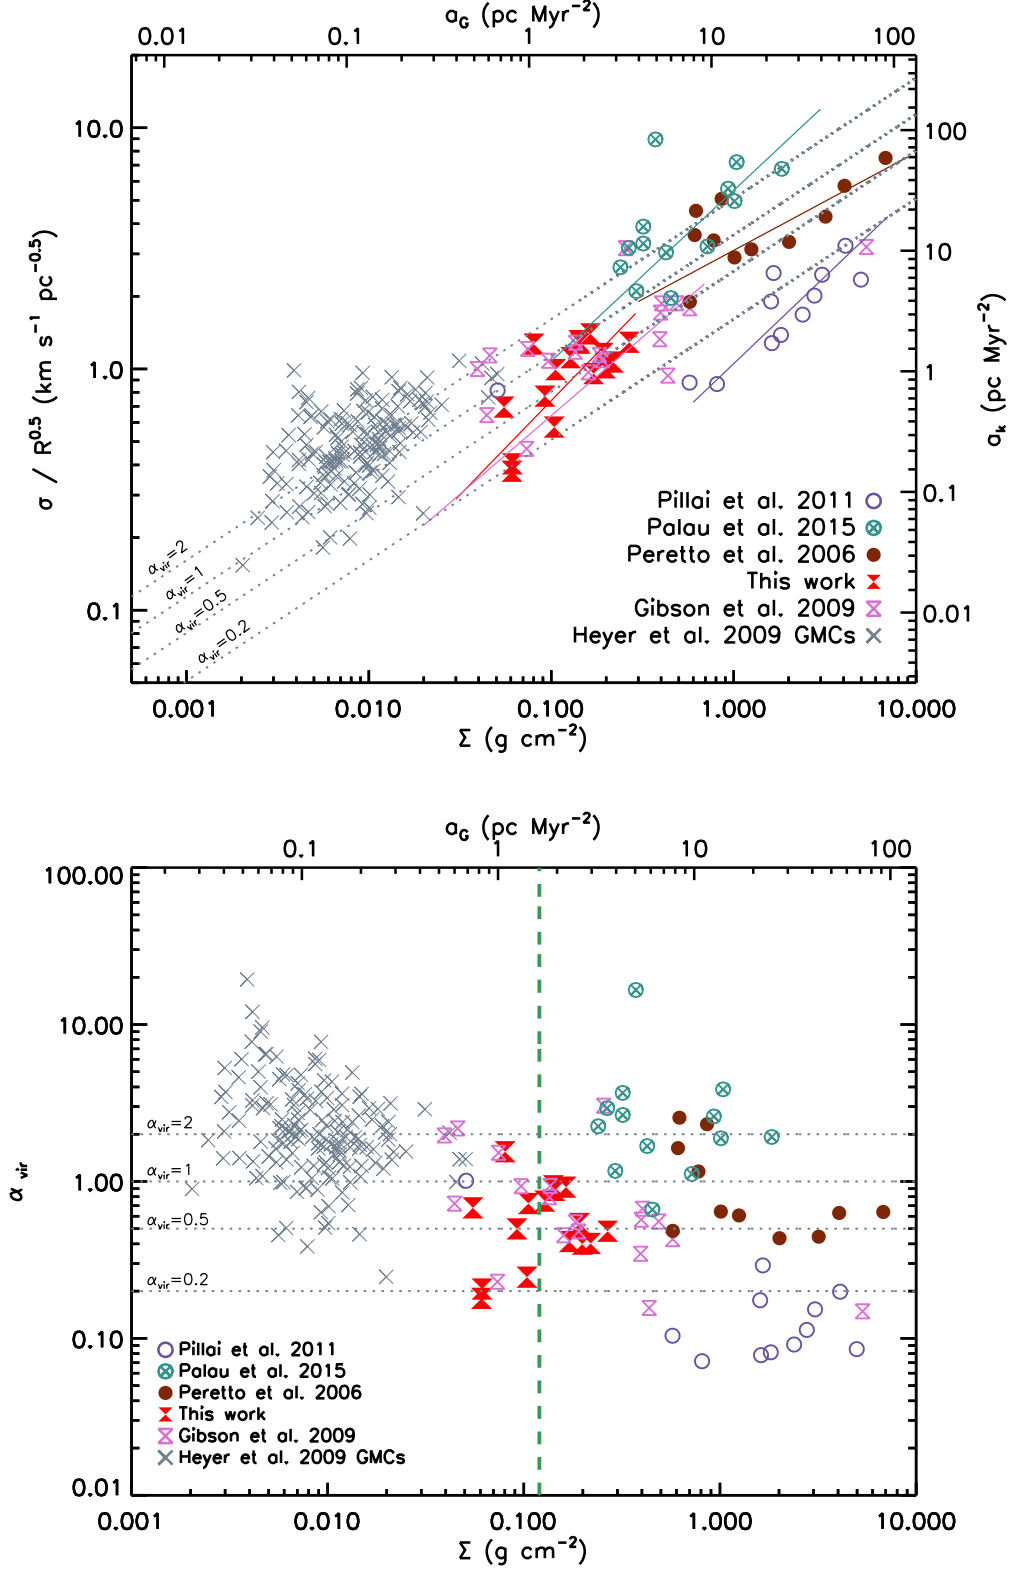 a_G (pc Myr⁻²)
0.01 0.1 1 10 100
10.0
1.0
0.1
σ / R^0.5 (km s⁻¹ pc^-0.5)
100
10
1
0.1
0.01
a_k (pc Myr⁻²)
α_vir=2
α_vir=1
α_vir=0.5
α_vir=0.2
Pillai et al. 2011
Palau et al. 2015
Peretto et al. 2006
This work
Gibson et al. 2009
Heyer et al. 2009 GMCs
0.001 0.010 0.100 1.000 10.000
Σ (g cm⁻²)
a_G (pc Myr⁻²)
0.1 1 10 100
100.00
10.00
1.00
0.10
0.01
α_vir
α_vir=2
α_vir=1
α_vir=0.5
α_vir=0.2
Pillai et al. 2011
Palau et al. 2015
Peretto et al. 2006
This work
Gibson et al. 2009
Heyer et al. 2009 GMCs
0.001 0.010 0.100 1.000 10.000
Σ (g cm⁻²)